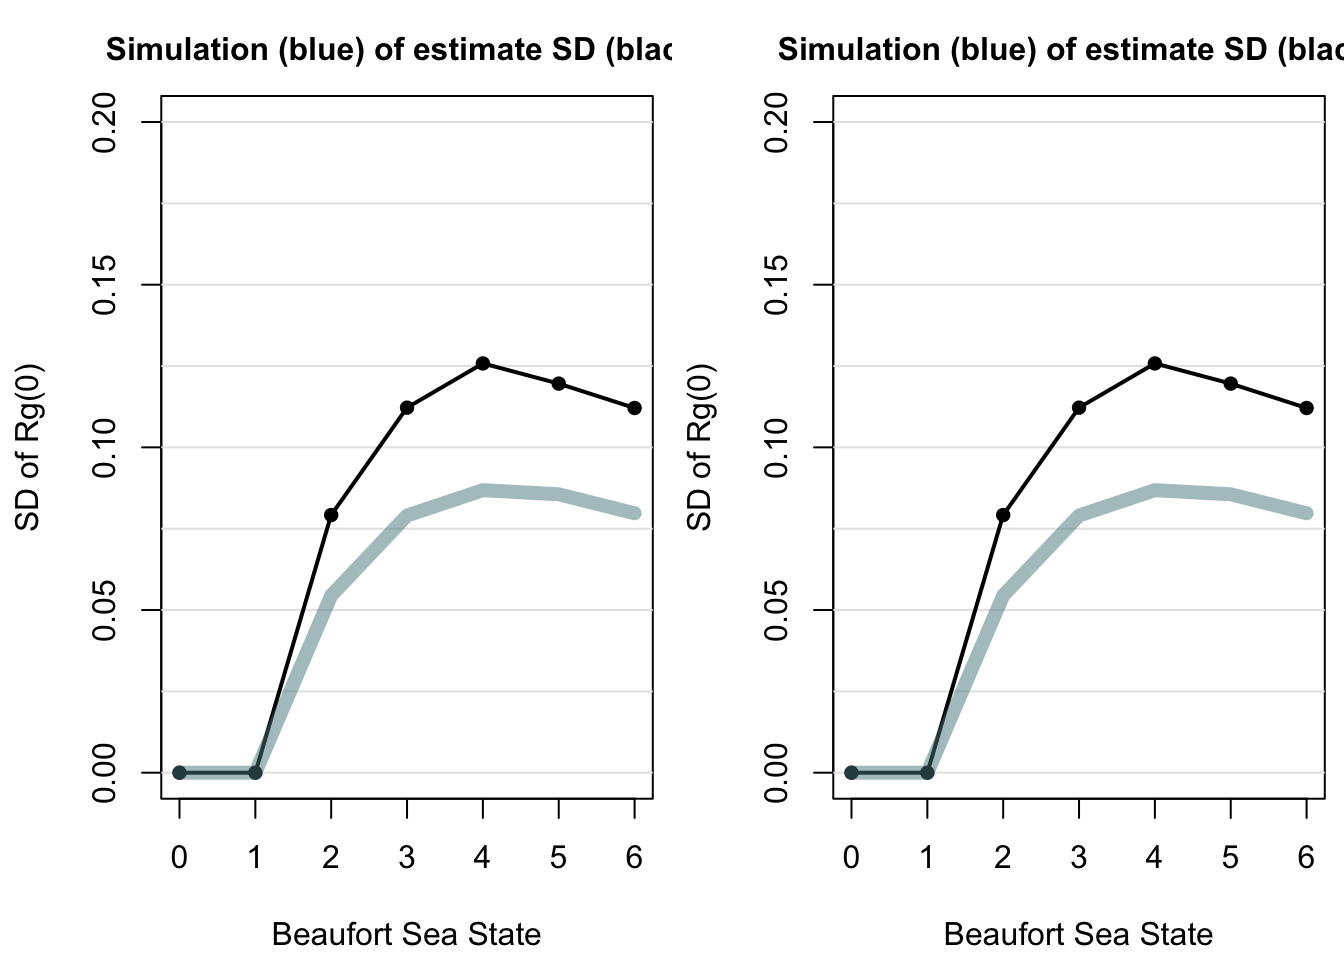 Simulation (blue) of estimate SD (blac
0.20
0.15
0.10
0.05
0.00
SD of Rg(0)
0 1 2 3 4 5 6
Beaufort Sea State
Simulation (blue) of estimate SD (blac
0.20
0.15
0.10
0.05
0.00
SD of Rg(0)
0 1 2 3 4 5 6
Beaufort Sea State